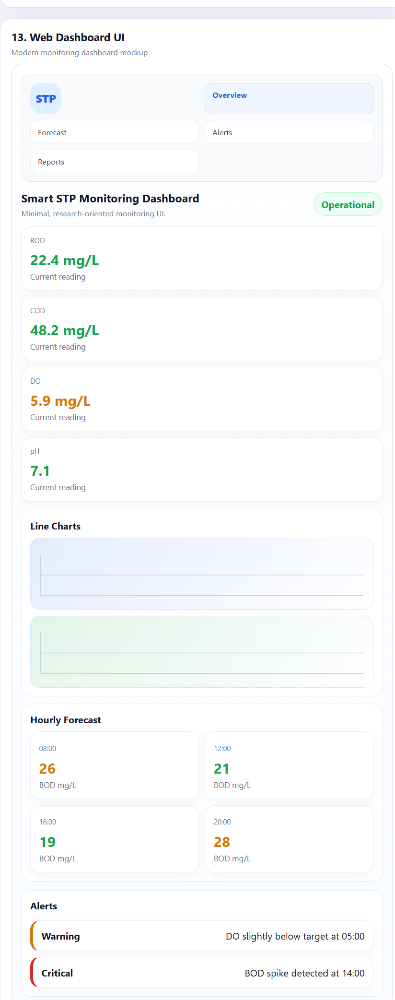 13. Web Dashboard UI
Modern monitoring dashboard mockup
STP
Overview
Forecast
Alerts
Reports
Smart STP Monitoring Dashboard
Minimal, research-oriented monitoring UI.
Operational
BOD
22.4 mg/L
Current reading
COD
48.2 mg/L
Current reading
DO
5.9 mg/L
Current reading
pH
7.1
Current reading
Line Charts
Hourly Forecast
08:00
26
BOD mg/L
12:00
21
BOD mg/L
16:00
19
BOD mg/L
20:00
28
BOD mg/L
Alerts
Warning
DO slightly below target at 05:00
Critical
BOD spike detected at 14:00